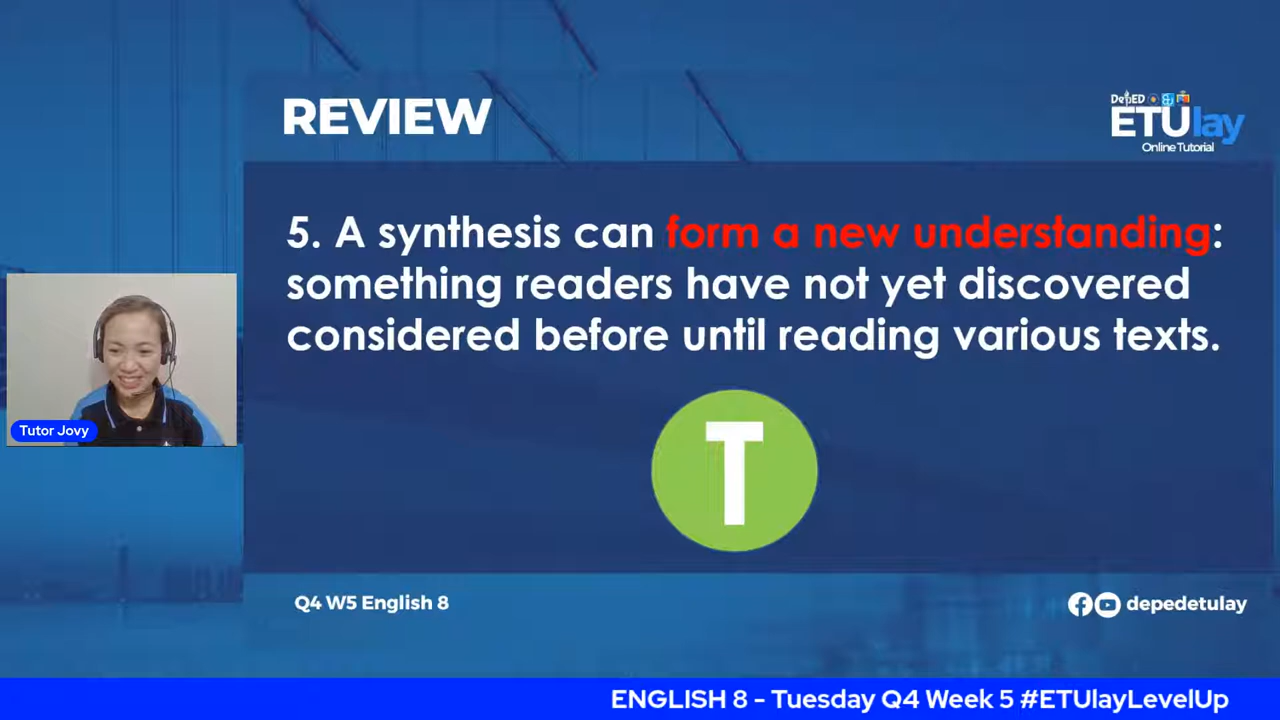 REVIEW
DepED
ETUlay
Online Tutorial
5. A synthesis can form a new understanding:
something readers have not yet discovered
considered before until reading various texts.
T
Tutor Jovy
Q4 W5 English 8
depedetulay
ENGLISH 8 - Tuesday Q4 Week 5 #ETUlayLevelUp